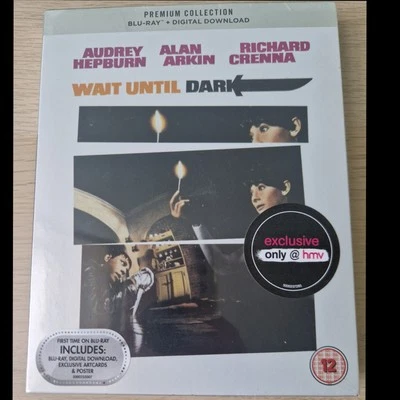 PREMIUM COLLECTION
BLU-RAY + DIGITAL DOWNLOAD
AUDREY HEPBURN
ALAN ARKIN
RICHARD CRENNA
WAIT UNTIL DARK
exclusive
only @ hmv
FIRST TIME ON BLU-RAY
INCLUDES:
BLU-RAY, DIGITAL DOWNLOAD,
EXCLUSIVE ARTCARDS
& POSTER
12